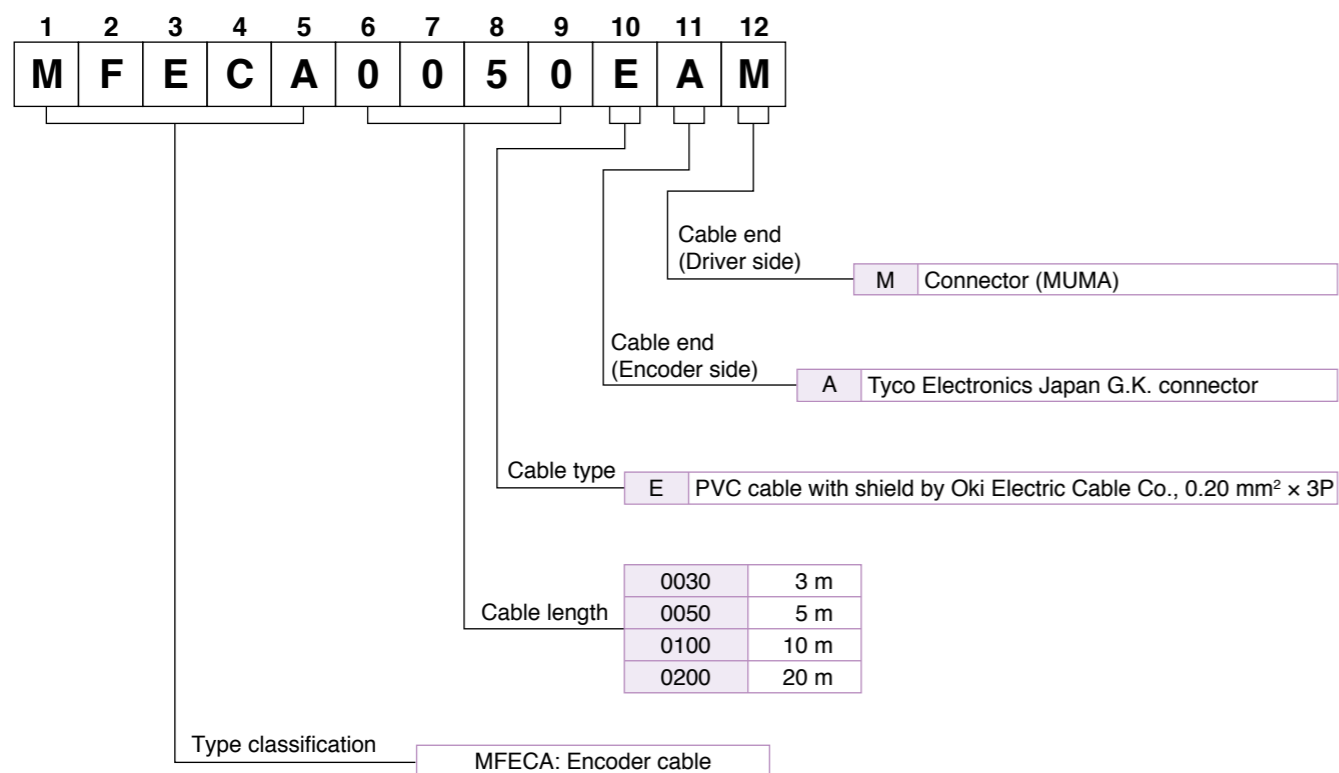 1 2 3 4 5 6 7 8 9 10 11 12
M F E C A 0 0 5 0 E A M
Cable end
(Driver side)
M Connector (MUMA)
Cable end
(Encoder side)
A Tyco Electronics Japan G.K. connector
Cable type
E PVC cable with shield by Oki Electric Cable Co., 0.20 mm² × 3P
Cable length
0030 3 m
0050 5 m
0100 10 m
0200 20 m
Type classification
MFECA: Encoder cable